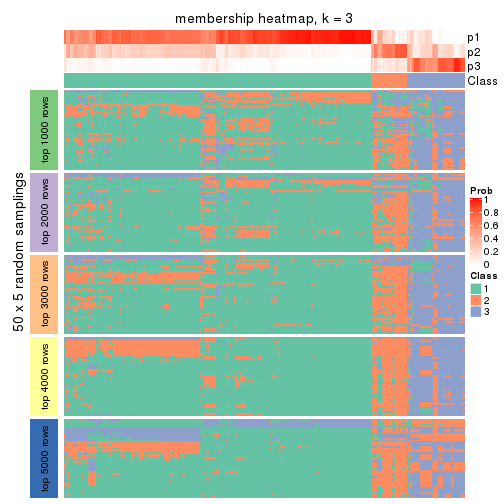 membership heatmap, k = 3
p1
p2
p3
Class
50 x 5 random samplings
top 1000 rows
top 2000 rows
top 3000 rows
top 4000 rows
top 5000 rows
Prob
1
0.8
0.6
0.4
0.2
0
Class
1
2
3